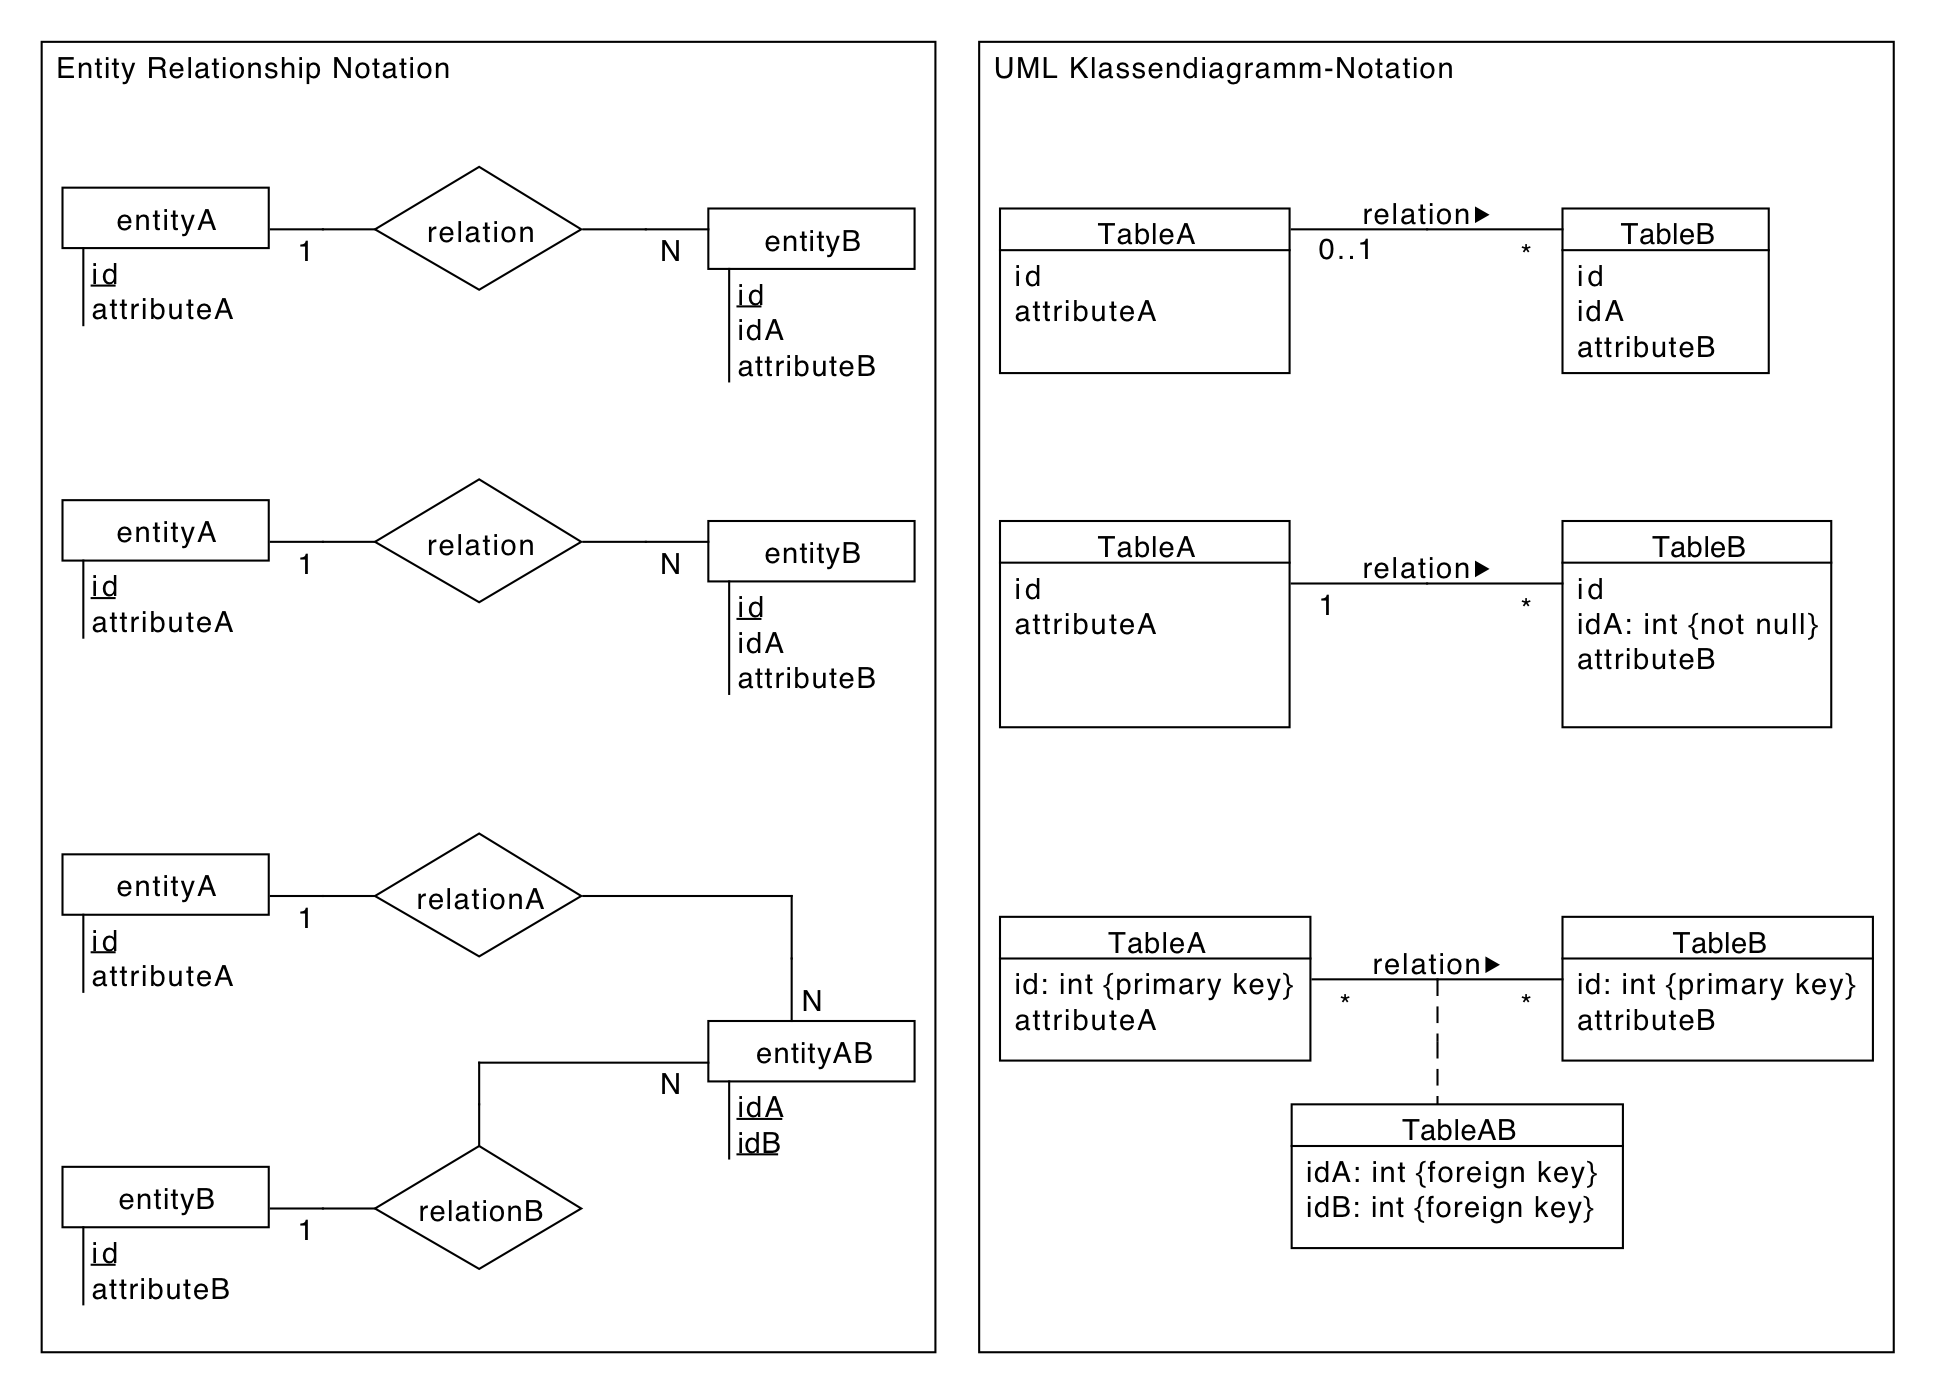 Entity Relationship Notation
entityA
1
relation
N
entityB
id
attributeA
id
idA
attributeB
entityA
1
relation
N
entityB
id
attributeA
id
idA
attributeB
entityA
1
relationA
id
attributeA
N
entityAB
N
idA
idB
entityB
1
relationB
id
attributeB
UML Klassendiagramm-Notation
TableA
relation▶
TableB
0..1
*
id
attributeA
id
idA
attributeB
TableA
relation▶
TableB
1
*
id
attributeA
id
idA: int {not null}
attributeB
TableA
relation▶
TableB
*
*
id: int {primary key}
attributeA
id: int {primary key}
attributeB
TableAB
idA: int {foreign key}
idB: int {foreign key}